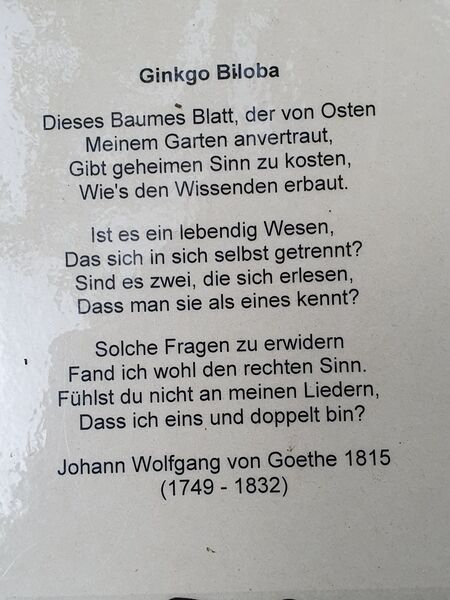 Ginkgo Biloba
Dieses Baumes Blatt, der von Osten
Meinem Garten anvertraut,
Gibt geheimen Sinn zu kosten,
Wie's den Wissenden erbaut.
Ist es ein lebendig Wesen,
Das sich in sich selbst getrennt?
Sind es zwei, die sich erlesen,
Dass man sie als eines kennt?
Solche Fragen zu erwidern
Fand ich wohl den rechten Sinn.
Fühlst du nicht an meinen Liedern,
Dass ich eins und doppelt bin?
Johann Wolfgang von Goethe 1815
(1749 - 1832)